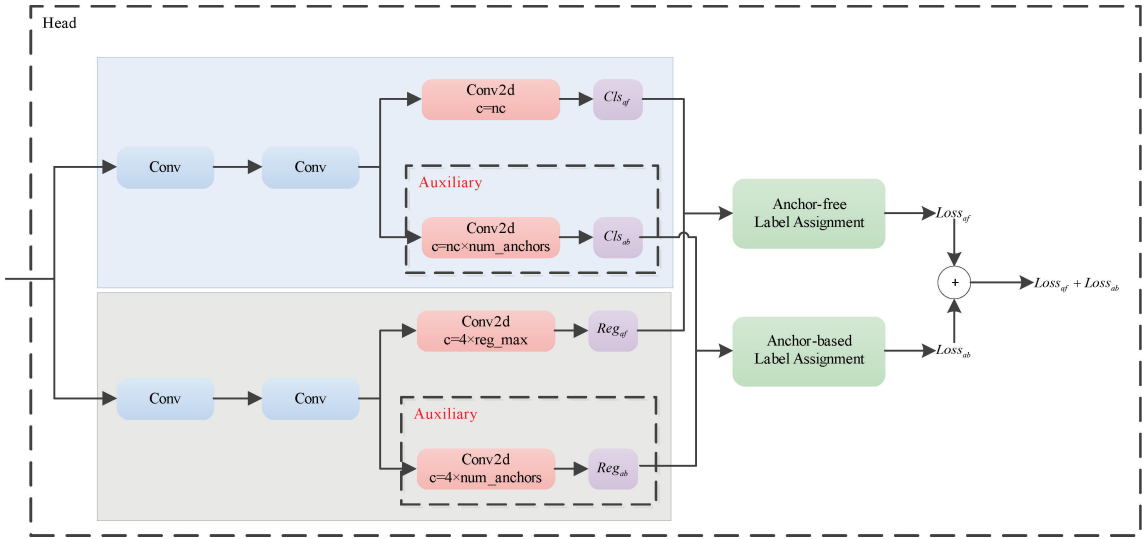 Head
Conv2d
c=nc
Cls_af
Conv
Conv
Auxiliary
Conv2d
c=nc×num_anchors
Cls_ab
Anchor-free
Label Assignment
Loss_af
+
Loss_af + Loss_ab
Conv2d
c=4×reg_max
Reg_af
Anchor-based
Label Assignment
Loss_ab
Conv
Conv
Auxiliary
Conv2d
c=4×num_anchors
Reg_ab